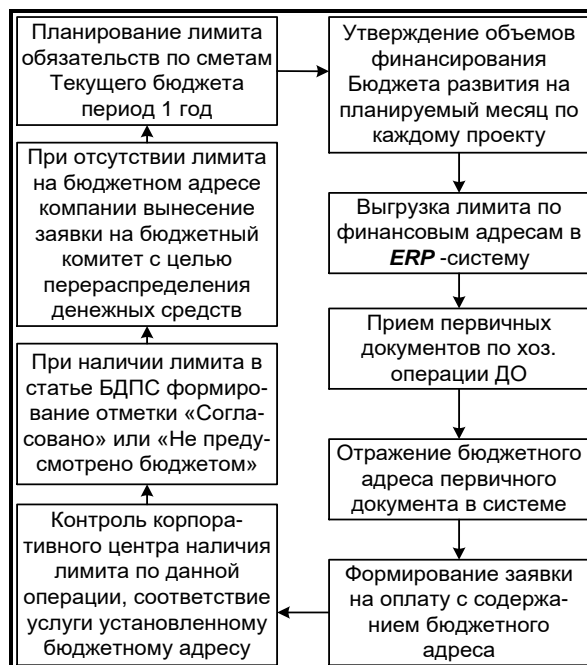 Планирование лимита
обязательств по сметам
Текущего бюджета
период 1 год
Утверждение объемов
финансирования
Бюджета развития на
планируемый месяц по
каждому проекту
Выгрузка лимита по
финансовым адресам в
ERP -систему
Прием первичных
документов по хоз.
операции ДО
Отражение бюджетного
адреса первичного
документа в системе
Формирование заявки
на оплату с содержа-
нием бюджетного
адреса
Контроль корпора-
тивного центра наличия
лимита по данной
операции, соответствие
услуги установленному
бюджетному адресу
При наличии лимита в
статье БДПС формиро-
вание отметки «Согла-
совано» или «Не преду-
смотрено бюджетом»
При отсутствии лимита
на бюджетном адресе
компании вынесение
заявки на бюджетный
комитет с целью
перераспределения
денежных средств